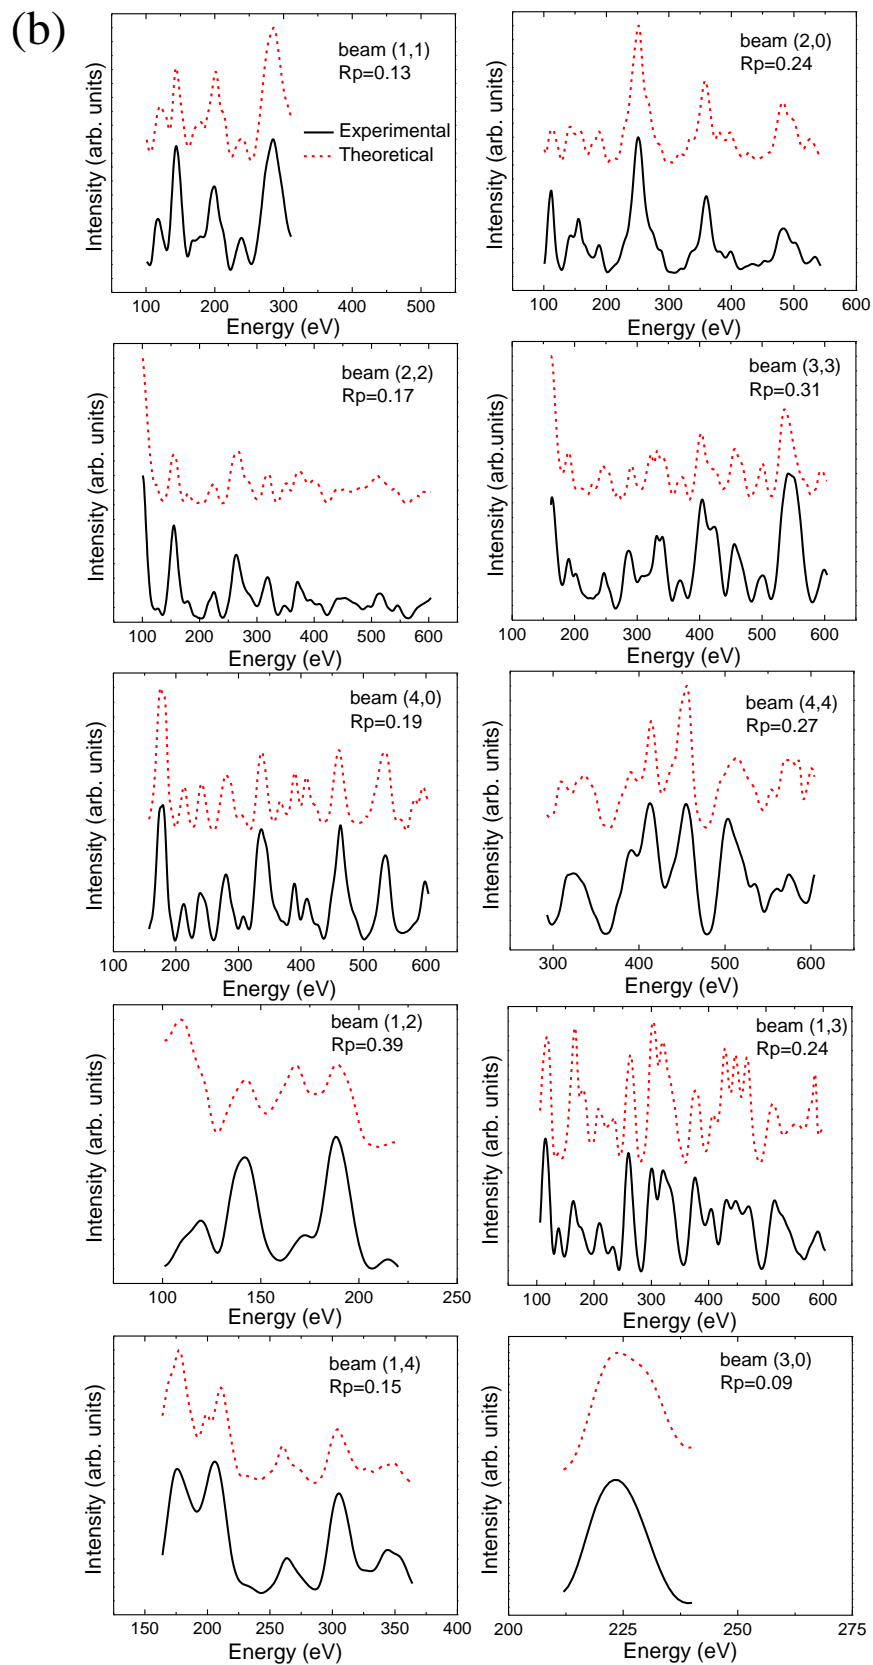 (b)
beam (1,1)
Rp=0.13
Experimental
Theoretical
Intensity (arb. units)
100 200 300 400 500
Energy (eV)
beam (2,0)
Rp=0.24
Intensity (arb. units)
100 200 300 400 500 600
Energy (eV)
beam (2,2)
Rp=0.17
Intensity (arb. units)
100 200 300 400 500 600
Energy (eV)
beam (3,3)
Rp=0.31
Intensity (arb.units)
100 200 300 400 500 600
Energy (eV)
beam (4,0)
Rp=0.19
Intensity (arb. units)
100 200 300 400 500 600
Energy (eV)
beam (4,4)
Rp=0.27
Intensity (arb. units)
300 400 500 600
Energy (eV)
beam (1,2)
Rp=0.39
Intensity (arb. units)
100 150 200 250
Energy (eV)
beam (1,3)
Rp=0.24
Intensity (arb. units)
100 200 300 400 500 600
Energy (eV)
beam (1,4)
Rp=0.15
Intensity (arb. units)
150 200 250 300 350 400
Energy (eV)
beam (3,0)
Rp=0.09
Intensity (arb. units)
200 225 250 275
Energy (eV)